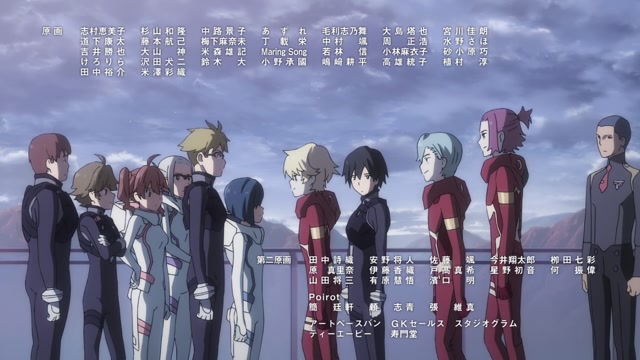 原画 志村恵美子 杉山和隆 中路景子 あずれ 毛利志乃舞 大島塔也 宮川佳朗
道下康太 藤本航己 梅下麻奈未 丁載栄 中村颯 周正浩 水野さほ
吉井勝也 大山神 米森雄記 Maring Song 若林信 小林麻衣子 砂小原巧
けろりら 沢田犬二 鈴木大 小野承國 嶋﨑耕平 高雄統子 植村淳
田中裕介 米澤彩織
第二原画 田中詩織 安野将人 佐藤颯 今井翔太郎 栁田七彩
原真里奈 伊藤香織 戸髙真希 星野初音 何振偉
山田将三 有原慧悟 濱口明
Poirot
簡廷軒 頼志青 張維真
アートベースバン GKセールス スタジオグラム
ティーエーピー 寿門堂